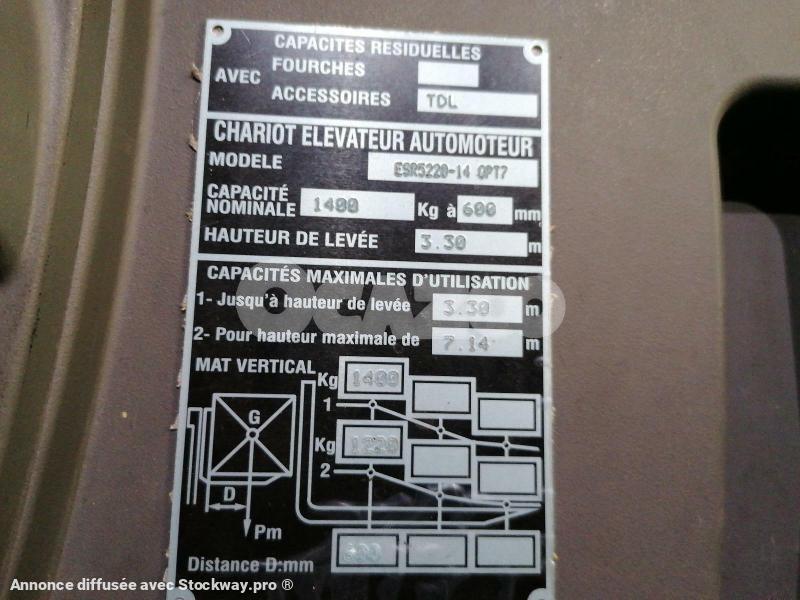 CAPACITES RESIDUELLES
AVEC FOURCHES
ACCESSOIRES TDL
CHARIOT ELEVATEUR AUTOMOTEUR
MODELE ESR5220-14 OPT7
CAPACITÉ NOMINALE 1400 Kg à 600 mm
HAUTEUR DE LEVÉE 3.30 m
CAPACITÉS MAXIMALES D'UTILISATION
1- Jusqu'à hauteur de levée 3.30 m
2- Pour hauteur maximale de 7.14 m
MAT VERTICAL
Kg 1400
1
G
Kg 1220
2
D
Pm
Distance D:mm 600
OCAZOO
Annonce diffusée avec Stockway.pro ®